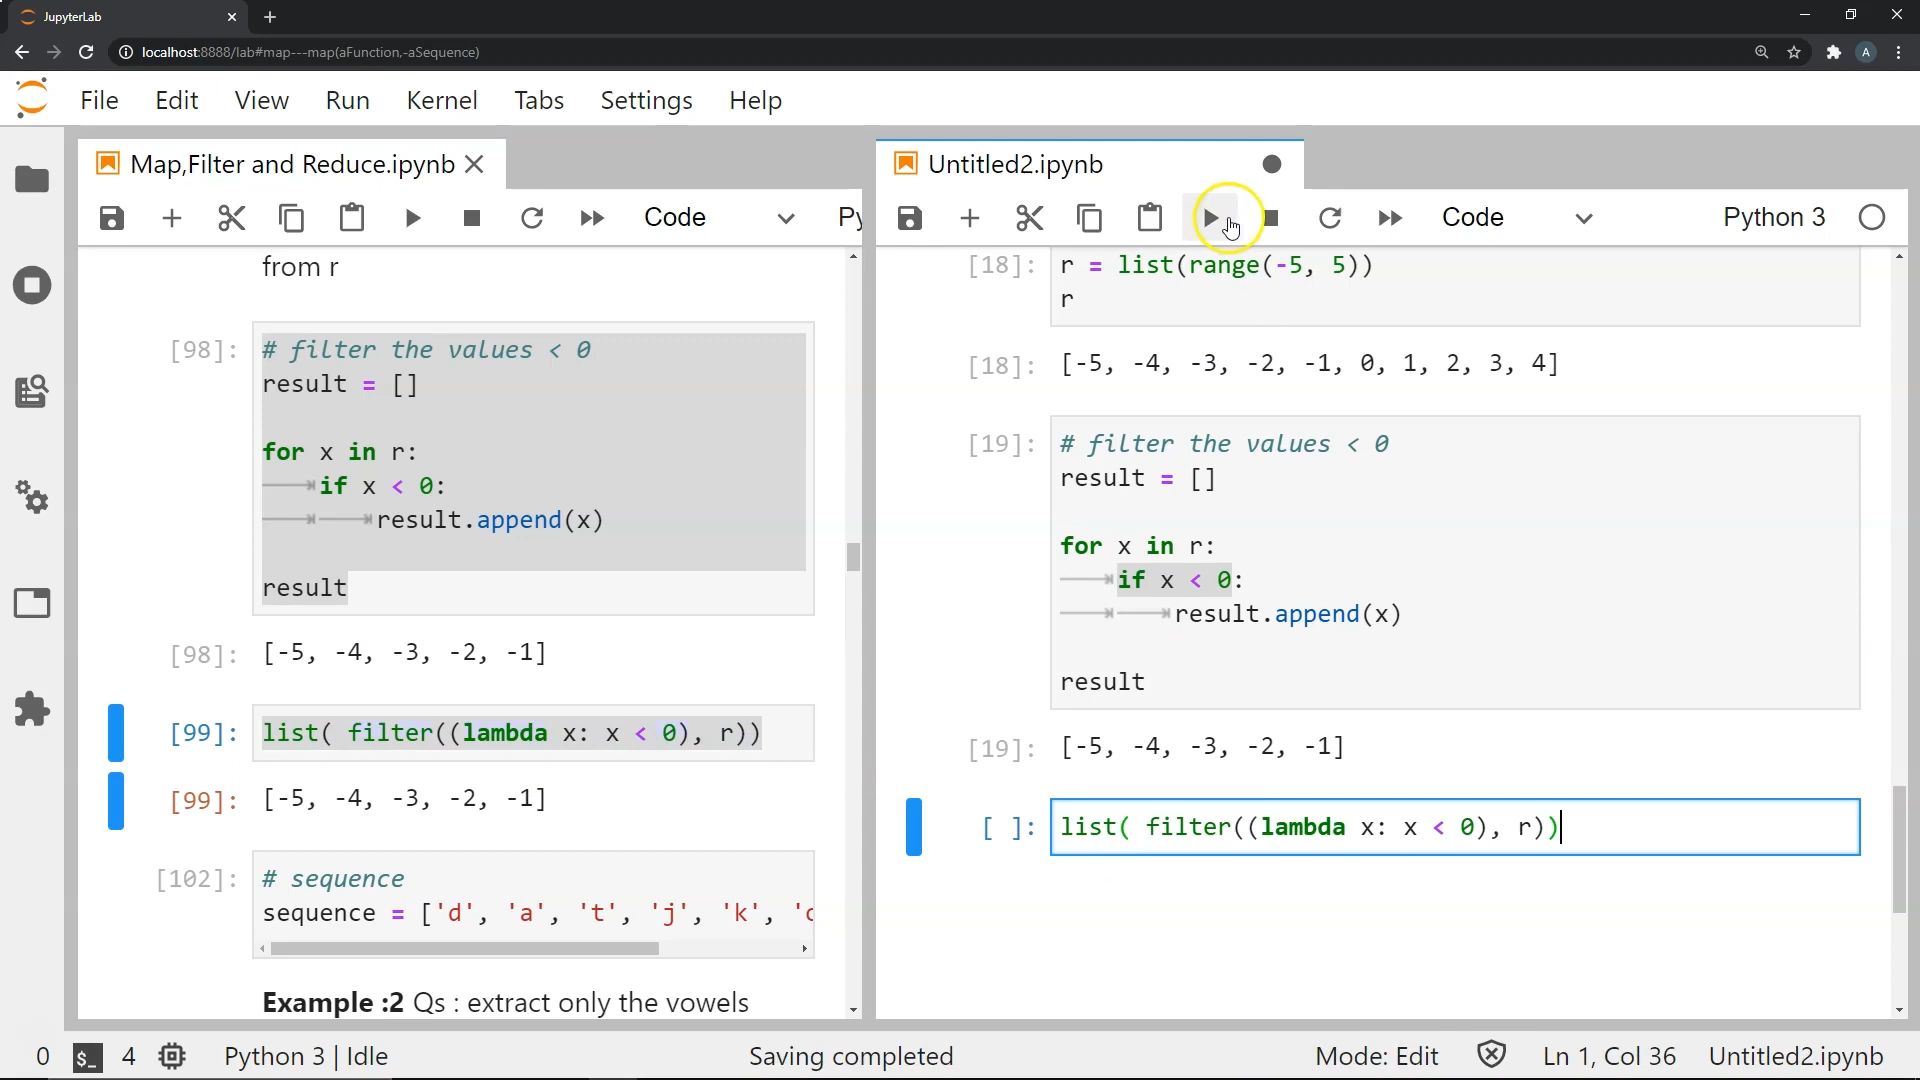 JupyterLab
localhost:8888/lab#map---map(aFunction,-aSequence)
A
File Edit View Run Kernel Tabs Settings Help
Map,Filter and Reduce.ipynb
Code
from r
[98]: # filter the values < 0
result = []
for x in r:
if x < 0:
result.append(x)
result
[98]: [-5, -4, -3, -2, -1]
[99]: list( filter((lambda x: x < 0), r))
[99]: [-5, -4, -3, -2, -1]
[102]: # sequence
sequence = ['d', 'a', 't', 'j', 'k', '
Example :2 Qs : extract only the vowels
Untitled2.ipynb
Code Python 3
[18]: r = list(range(-5, 5))
r
[18]: [-5, -4, -3, -2, -1, 0, 1, 2, 3, 4]
[19]: # filter the values < 0
result = []
for x in r:
if x < 0:
result.append(x)
result
[19]: [-5, -4, -3, -2, -1]
[ ]: list( filter((lambda x: x < 0), r))
0 $_ 4 Python 3 | Idle Saving completed Mode: Edit Ln 1, Col 36 Untitled2.ipynb